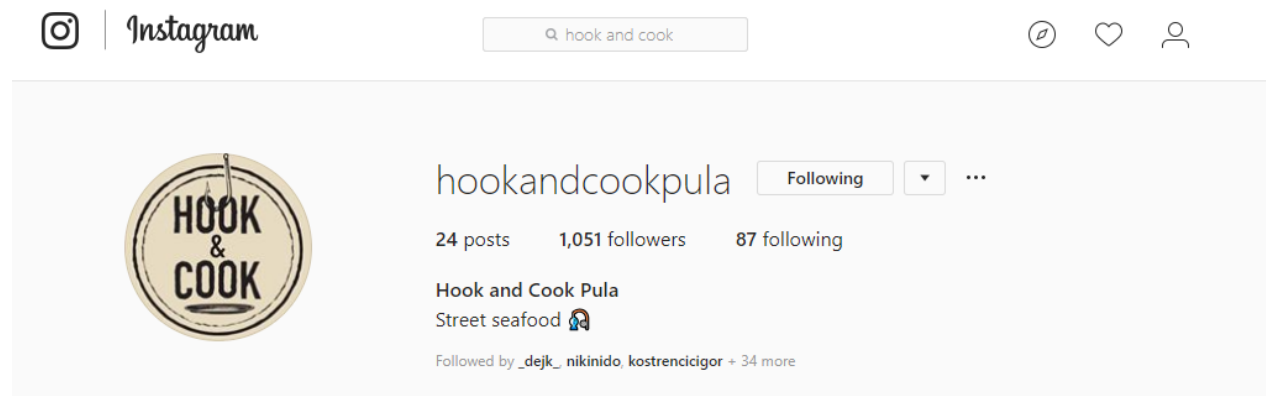 Instagram
hook and cook
HOOK
&
COOK
hookandcookpula Following ...
24 posts 1,051 followers 87 following
Hook and Cook Pula
Street seafood
Followed by _dejk_, nikinido, kostrencicigor + 34 more